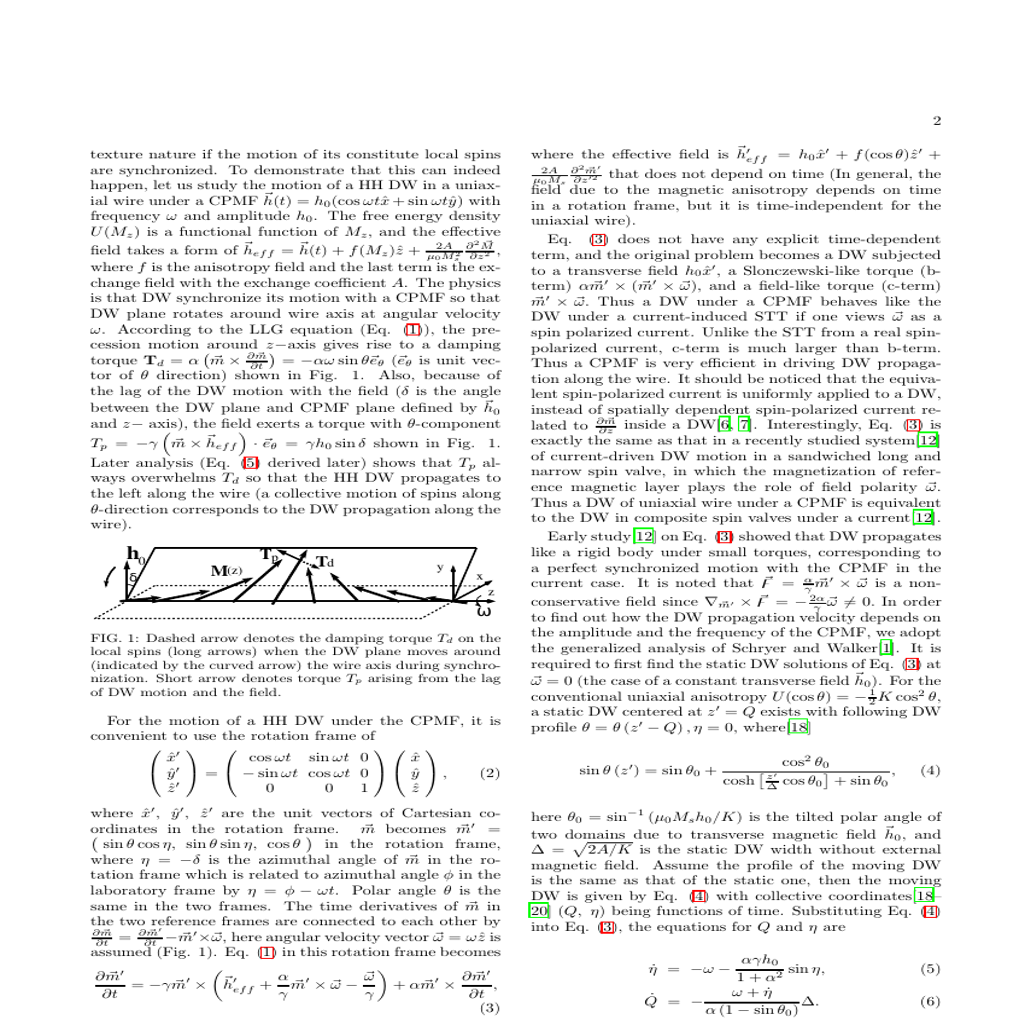 2
texture nature if the motion of its constitute local spins
are synchronized. To demonstrate that this can indeed
happen, let us study the motion of a HH DW in a uniax-
ial wire under a CPMF $\vec{h}(t) = h_0(\cos\omega t\hat{x} + \sin\omega t\hat{y})$ with
frequency ω and amplitude $h_0$. The free energy density
$U(M_z)$ is a functional function of $M_z$, and the effective
field takes a form of $\vec{h}_{eff} = \vec{h}(t) + f(M_z)\hat{z} + \frac{2A}{\mu_0 M_s^2}\frac{\partial^2 \vec{M}}{\partial z^2}$,
where f is the anisotropy field and the last term is the ex-
change field with the exchange coefficient A. The physics
is that DW synchronize its motion with a CPMF so that
DW plane rotates around wire axis at angular velocity
ω. According to the LLG equation (Eq. (1)), the pre-
cession motion around z−axis gives rise to a damping
torque $\mathbf{T}_d = \alpha\left(\vec{m} \times \frac{\partial \vec{m}}{\partial t}\right) = -\alpha\omega\sin\theta\vec{e}_\theta$ ($\vec{e}_\theta$ is unit vec-
tor of θ direction) shown in Fig. 1. Also, because of
the lag of the DW motion with the field (δ is the angle
between the DW plane and CPMF plane defined by $\vec{h}_0$
and z− axis), the field exerts a torque with θ-component
$T_p = -\gamma\left(\vec{m} \times \vec{h}_{eff}\right) \cdot \vec{e}_\theta = \gamma h_0 \sin\delta$ shown in Fig. 1.
Later analysis (Eq. (5) derived later) shows that $T_p$ al-
ways overwhelms $T_d$ so that the HH DW propagates to
the left along the wire (a collective motion of spins along
θ-direction corresponds to the DW propagation along the
wire).
h0 δ M(z) Tp Td y x z ω
FIG. 1: Dashed arrow denotes the damping torque $T_d$ on the
local spins (long arrows) when the DW plane moves around
(indicated by the curved arrow) the wire axis during synchro-
nization. Short arrow denotes torque $T_p$ arising from the lag
of DW motion and the field.
For the motion of a HH DW under the CPMF, it is
convenient to use the rotation frame of
$\begin{pmatrix} \hat{x}' \\ \hat{y}' \\ \hat{z}' \end{pmatrix} = \begin{pmatrix} \cos\omega t & \sin\omega t & 0 \\ -\sin\omega t & \cos\omega t & 0 \\ 0 & 0 & 1 \end{pmatrix} \begin{pmatrix} \hat{x} \\ \hat{y} \\ \hat{z} \end{pmatrix}$, (2)
where $\hat{x}'$, $\hat{y}'$, $\hat{z}'$ are the unit vectors of Cartesian co-
ordinates in the rotation frame. $\vec{m}$ becomes $\vec{m}'$ =
( sin θ cos η, sin θ sin η, cos θ ) in the rotation frame,
where η = −δ is the azimuthal angle of $\vec{m}$ in the ro-
tation frame which is related to azimuthal angle ϕ in the
laboratory frame by η = ϕ − ωt. Polar angle θ is the
same in the two frames. The time derivatives of $\vec{m}$ in
the two reference frames are connected to each other by
$\frac{\partial \vec{m}}{\partial t} = \frac{\partial \vec{m}'}{\partial t} - \vec{m}' \times \vec{\omega}$, here angular velocity vector $\vec{\omega} = \omega\hat{z}$ is
assumed (Fig. 1). Eq. (1) in this rotation frame becomes
$\frac{\partial \vec{m}'}{\partial t} = -\gamma\vec{m}' \times \left(\vec{h}'_{eff} + \frac{\alpha}{\gamma}\vec{m}' \times \vec{\omega} - \frac{\vec{\omega}}{\gamma}\right) + \alpha\vec{m}' \times \frac{\partial \vec{m}'}{\partial t}$,
(3)
where the effective field is $\vec{h}'_{eff} = h_0\hat{x}' + f(\cos\theta)\hat{z}' +$
$\frac{2A}{\mu_0 M_s}\frac{\partial^2 \vec{m}'}{\partial z'^2}$ that does not depend on time (In general, the
field due to the magnetic anisotropy depends on time
in a rotation frame, but it is time-independent for the
uniaxial wire).
Eq. (3) does not have any explicit time-dependent
term, and the original problem becomes a DW subjected
to a transverse field $h_0\hat{x}'$, a Slonczewski-like torque (b-
term) $\alpha\vec{m}' \times (\vec{m}' \times \vec{\omega})$, and a field-like torque (c-term)
$\vec{m}' \times \vec{\omega}$. Thus a DW under a CPMF behaves like the
DW under a current-induced STT if one views $\vec{\omega}$ as a
spin polarized current. Unlike the STT from a real spin-
polarized current, c-term is much larger than b-term.
Thus a CPMF is very efficient in driving DW propaga-
tion along the wire. It should be noticed that the equiva-
lent spin-polarized current is uniformly applied to a DW,
instead of spatially dependent spin-polarized current re-
lated to $\frac{\partial \vec{m}}{\partial z}$ inside a DW[6, 7]. Interestingly, Eq. (3) is
exactly the same as that in a recently studied system[12]
of current-driven DW motion in a sandwiched long and
narrow spin valve, in which the magnetization of refer-
ence magnetic layer plays the role of field polarity $\vec{\omega}$.
Thus a DW of uniaxial wire under a CPMF is equivalent
to the DW in composite spin valves under a current[12].
Early study[12] on Eq. (3) showed that DW propagates
like a rigid body under small torques, corresponding to
a perfect synchronized motion with the CPMF in the
current case. It is noted that $\vec{F} = \frac{\alpha}{\gamma}\vec{m}' \times \vec{\omega}$ is a non-
conservative field since $\nabla_{\vec{m}'} \times \vec{F} = -\frac{2\alpha}{\gamma}\vec{\omega} \neq 0$. In order
to find out how the DW propagation velocity depends on
the amplitude and the frequency of the CPMF, we adopt
the generalized analysis of Schryer and Walker[1]. It is
required to first find the static DW solutions of Eq. (3) at
$\vec{\omega} = 0$ (the case of a constant transverse field $\vec{h}_0$). For the
conventional uniaxial anisotropy $U(\cos\theta) = -\frac{1}{2}K\cos^2\theta$,
a static DW centered at z′ = Q exists with following DW
profile θ = θ (z′ − Q) , η = 0, where[18]
$\sin\theta(z') = \sin\theta_0 + \frac{\cos^2\theta_0}{\cosh\left[\frac{z'}{\Delta}\cos\theta_0\right] + \sin\theta_0}$, (4)
here $\theta_0 = \sin^{-1}(\mu_0 M_s h_0/K)$ is the tilted polar angle of
two domains due to transverse magnetic field $\vec{h}_0$, and
$\Delta = \sqrt{2A/K}$ is the static DW width without external
magnetic field. Assume the profile of the moving DW
is the same as that of the static one, then the moving
DW is given by Eq. (4) with collective coordinates[18–
20] (Q, η) being functions of time. Substituting Eq. (4)
into Eq. (3), the equations for Q and η are
$\dot{\eta} = -\omega - \frac{\alpha\gamma h_0}{1 + \alpha^2}\sin\eta$, (5)
$\dot{Q} = -\frac{\omega + \dot{\eta}}{\alpha(1 - \sin\theta_0)}\Delta$. (6)